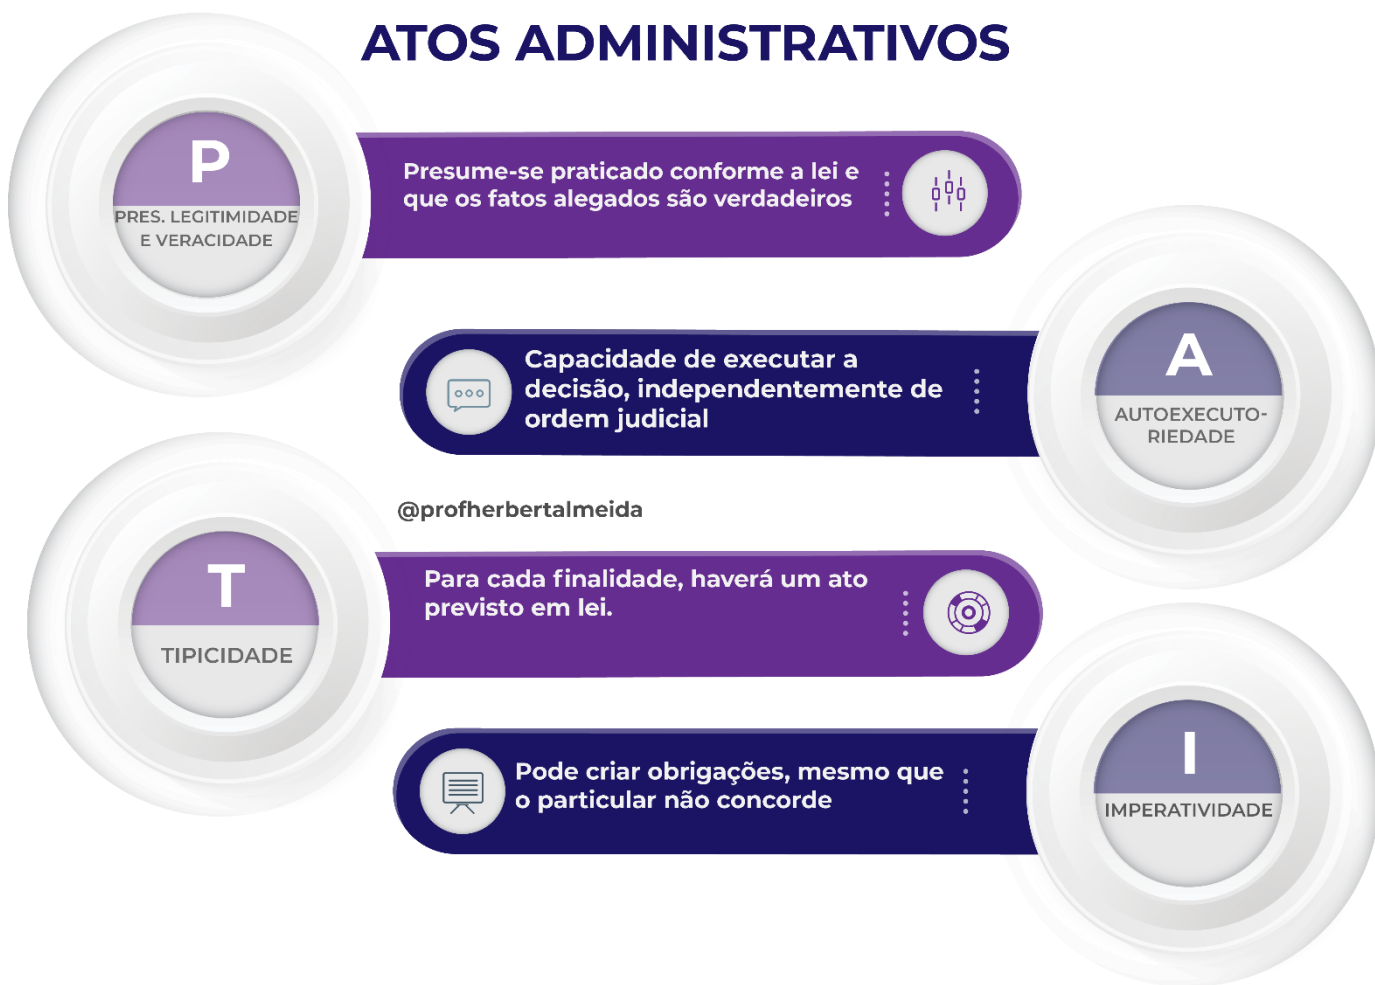 ATOS ADMINISTRATIVOS
P
PRES. LEGITIMIDADE
E VERACIDADE
Presume-se praticado conforme a lei e
que os fatos alegados são verdadeiros
Capacidade de executar a
decisão, independentemente de
ordem judicial
A
AUTOEXECUTO-
RIEDADE
@profherbertalmeida
T
TIPICIDADE
Para cada finalidade, haverá um ato
previsto em lei.
Pode criar obrigações, mesmo que
o particular não concorde
I
IMPERATIVIDADE